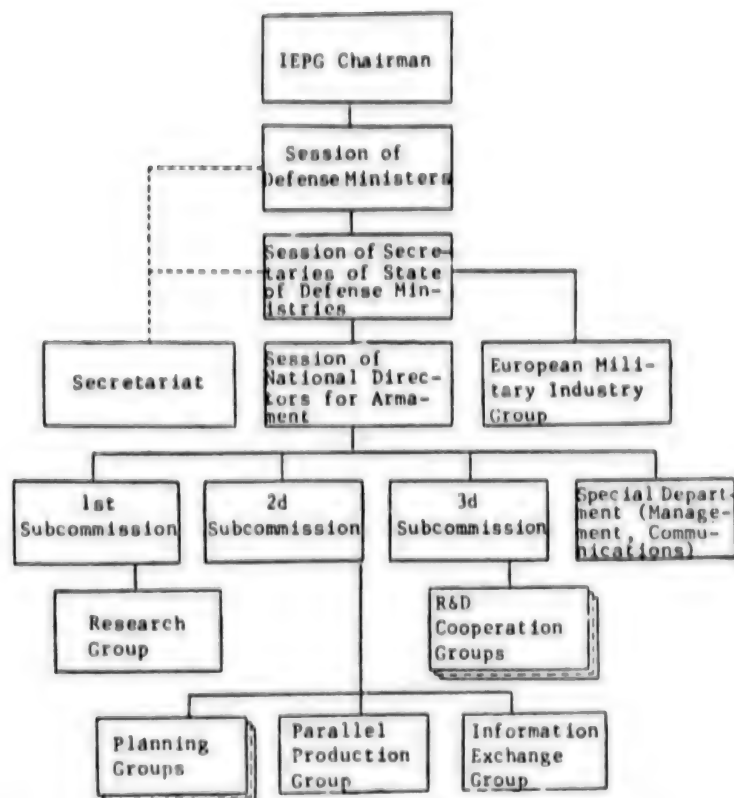 IEPG Chairman
Session of
Defense Ministers
Session of Secre-
taries of State
of Defense Min-
istries
Secretariat
Session of
National Direc-
tors for Arma-
ment
European Mili-
tary Industry
Group
1st
Subcommission
2d
Subcommission
3d
Subcommission
Special Depart-
ment (Manage-
ment, Commu-
nications)
Research
Group
R&D
Cooperation
Groups
Planning
Groups
Parallel
Production
Group
Information
Exchange
Group